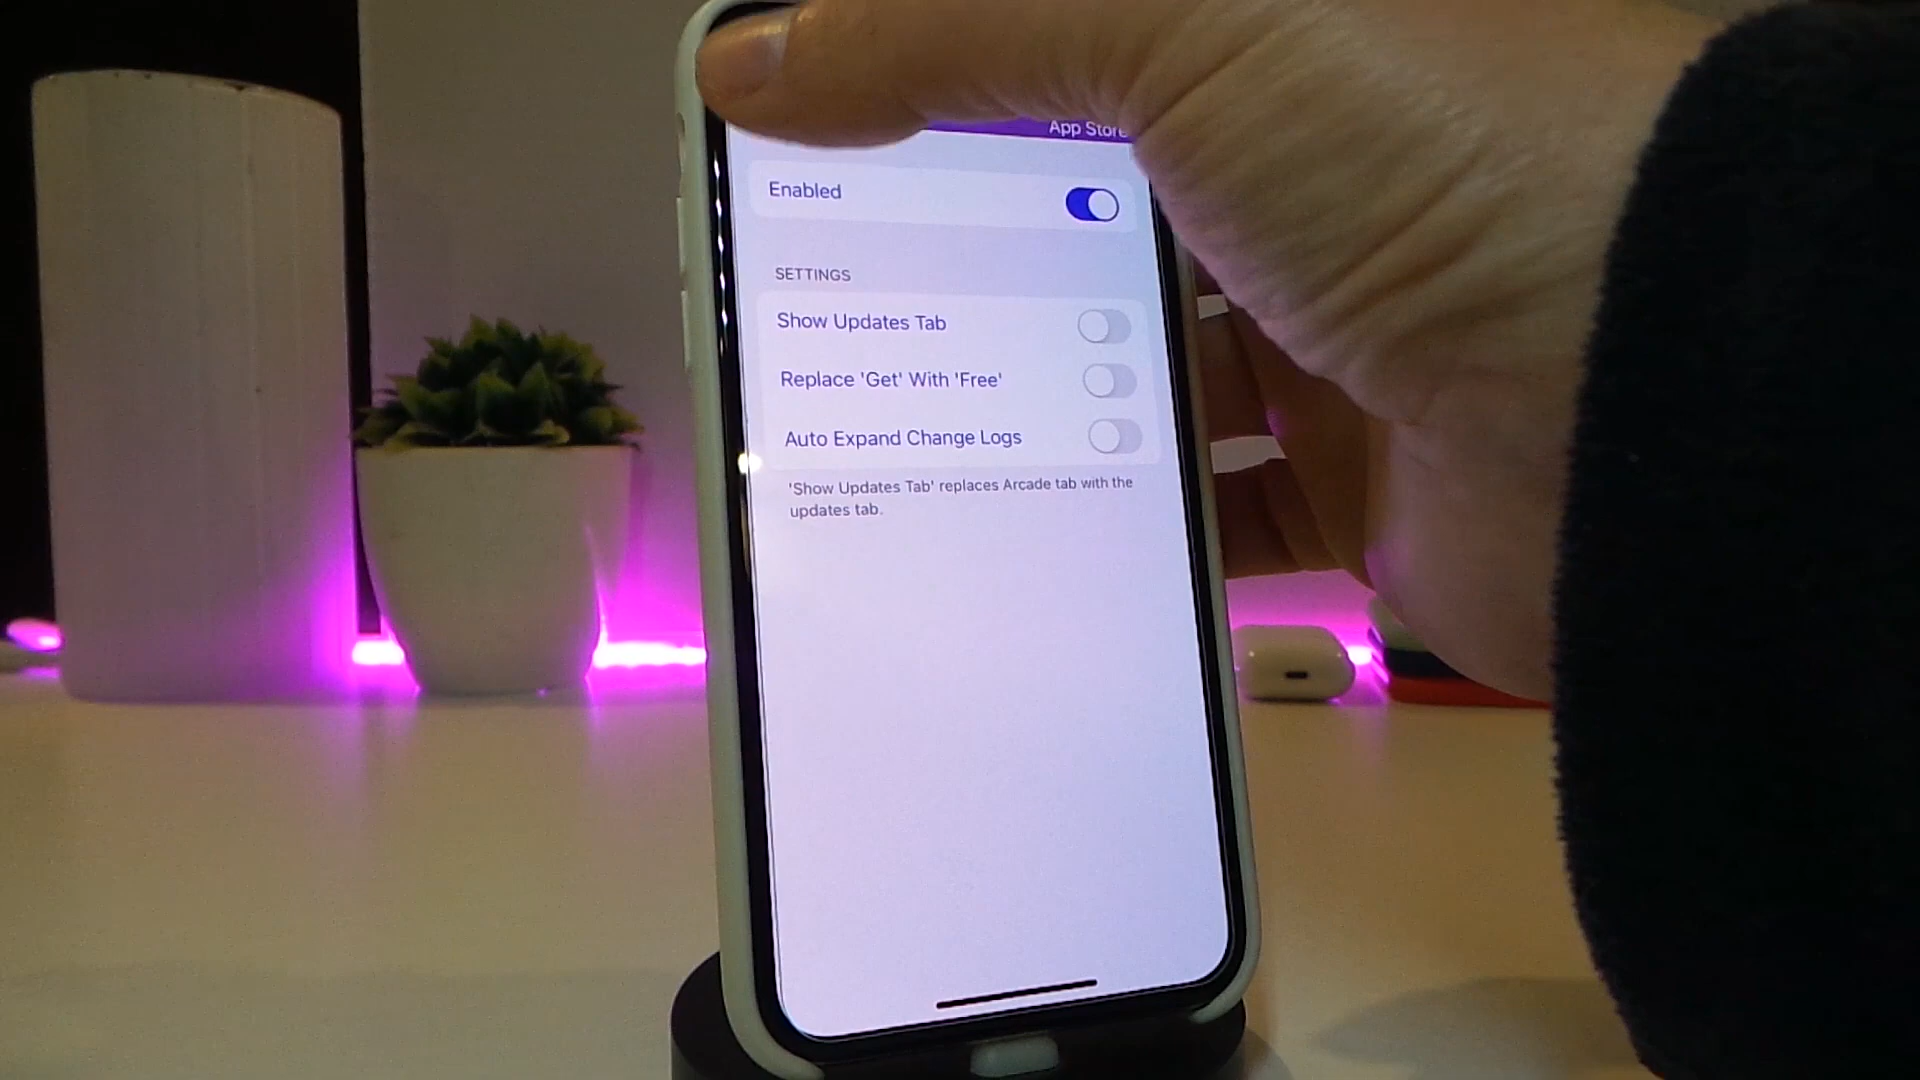 App Store
Enabled
SETTINGS
Show Updates Tab
Replace 'Get' With 'Free'
Auto Expand Change Logs
'Show Updates Tab' replaces Arcade tab with the
updates tab.